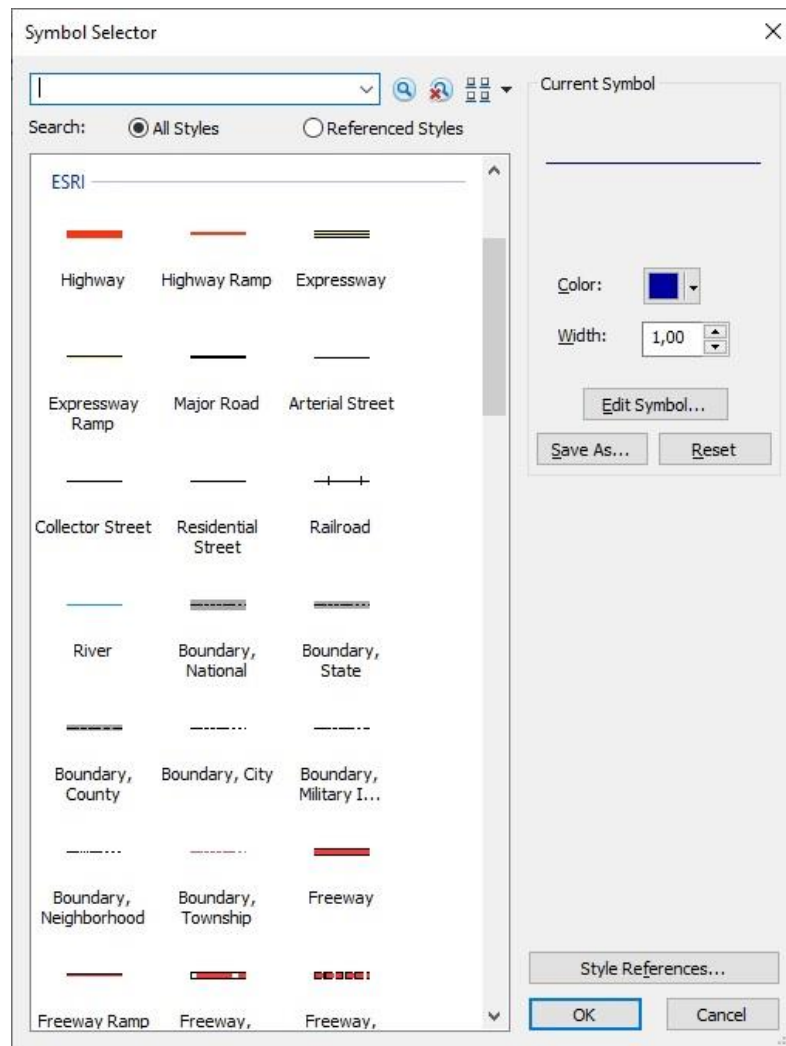 Symbol Selector
Search:
All Styles
Referenced Styles
ESRI
Highway
Highway Ramp
Expressway
Expressway
Ramp
Major Road
Arterial Street
Collector Street
Residential
Street
Railroad
River
Boundary,
National
Boundary,
State
Boundary,
County
Boundary, City
Boundary,
Military I...
Boundary,
Neighborhood
Boundary,
Township
Freeway
Freeway Ramp
Freeway,
Freeway,
Current Symbol
Color:
Width:
1,00
Edit Symbol...
Save As...
Reset
Style References...
OK
Cancel